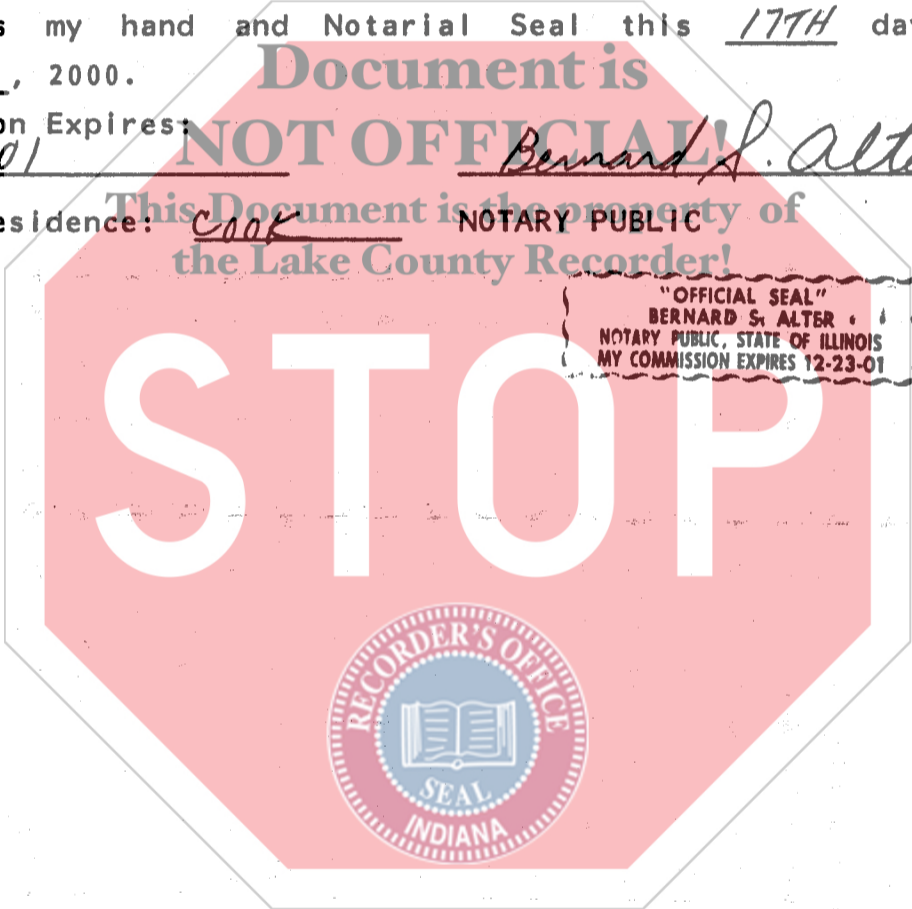 my hand and Notarial Seal this 17TH
, 2000.
Document is
Expires:
NOT OFFICIAL!
01
Bernard S. Alte
This Document is the property of
esidence: Cook NOTARY PUBLIC
the Lake County Recorder!
"OFFICIAL SEAL"
BERNARD S. ALTER
NOTARY PUBLIC, STATE OF ILLINOIS
MY COMMISSION EXPIRES 12-23-01
STOP
RECORDER'S OFFICE
SEAL
INDIANA